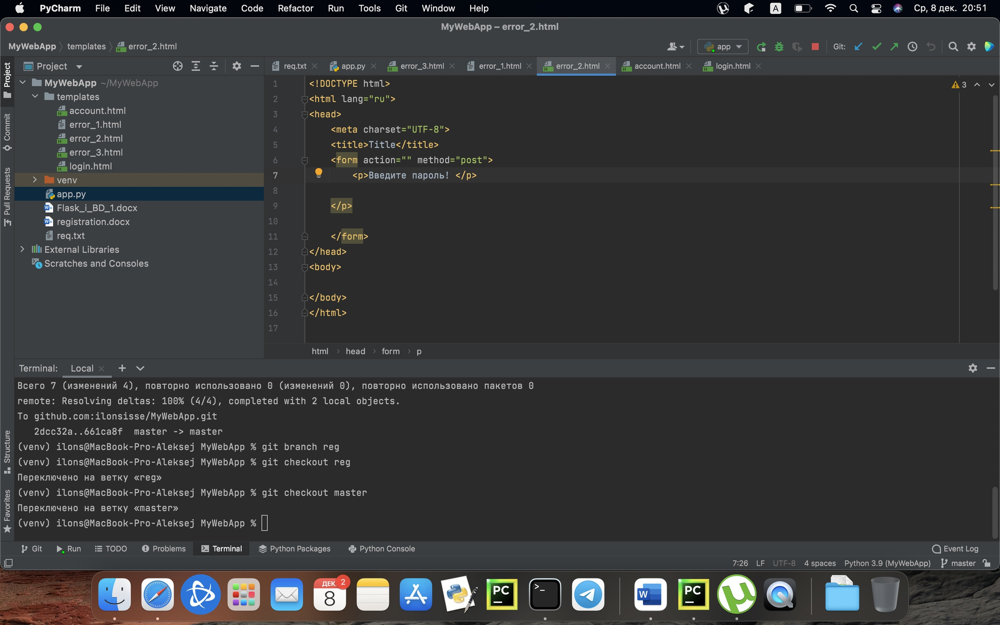 PyCharm File Edit View Navigate Code Refactor Run Tools Git Window Help A Ср, 8 дек. 20:51
MyWebApp – error_2.html
MyWebApp templates error_2.html app Git:
Project
req.txt app.py error_3.html error_1.html error_2.html account.html login.html
Project
Commit
Pull Requests
Structure
Favorites
MyWebApp ~/MyWebApp
templates
account.html
error_1.html
error_2.html
error_3.html
login.html
venv
app.py
Flask_i_BD_1.docx
registration.docx
req.txt
External Libraries
Scratches and Consoles
3
1 <!DOCTYPE html>
2 <html lang="ru">
3 <head>
4 <meta charset="UTF-8">
5 <title>Title</title>
6 <form action="" method="post">
7 <p>Введите пароль! </p>
8
9 </p>
10
11 </form>
12 </head>
13 <body>
14
15 </body>
16 </html>
17
html › head › form › p
Terminal: Local
Всего 7 (изменений 4), повторно использовано 0 (изменений 0), повторно использовано пакетов 0
remote: Resolving deltas: 100% (4/4), completed with 2 local objects.
To github.com:ilonsisse/MyWebApp.git
2dcc32a..661ca8f master -> master
(venv) ilons@MacBook-Pro-Aleksej MyWebApp % git branch reg
(venv) ilons@MacBook-Pro-Aleksej MyWebApp % git checkout reg
Переключено на ветку «reg»
(venv) ilons@MacBook-Pro-Aleksej MyWebApp % git checkout master
Переключено на ветку «master»
(venv) ilons@MacBook-Pro-Aleksej MyWebApp %
Git Run TODO Problems Terminal Python Packages Python Console Event Log
7:26 LF UTF-8 4 spaces Python 3.9 (MyWebApp) master
ДЕК. 2
8
PC
>_
W
PC